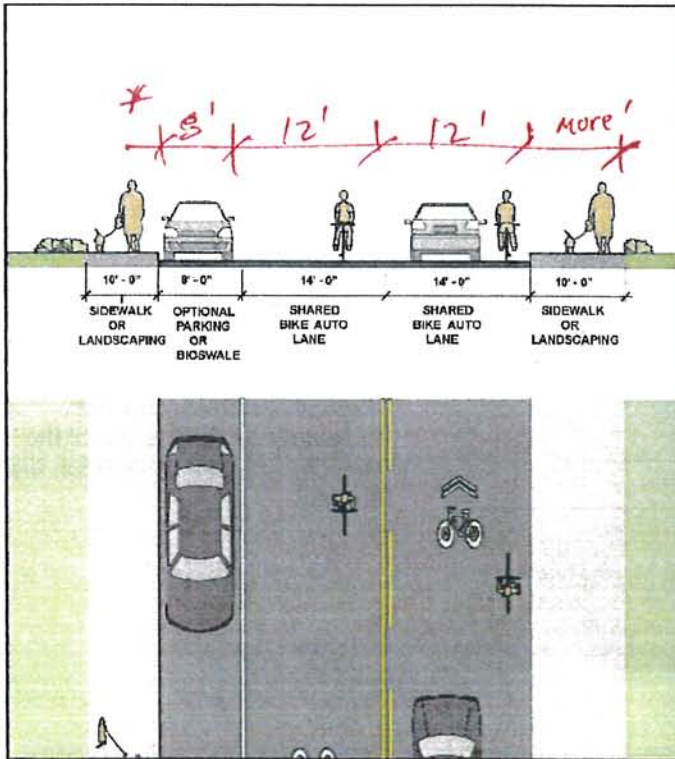 *
8' 12' 12' More'
10' - 0" 8' - 0" 14' - 0" 14' - 0" 10' - 0"
SIDEWALK OR LANDSCAPING
OPTIONAL PARKING OR BIOSWALE
SHARED BIKE AUTO LANE
SHARED BIKE AUTO LANE
SIDEWALK OR LANDSCAPING